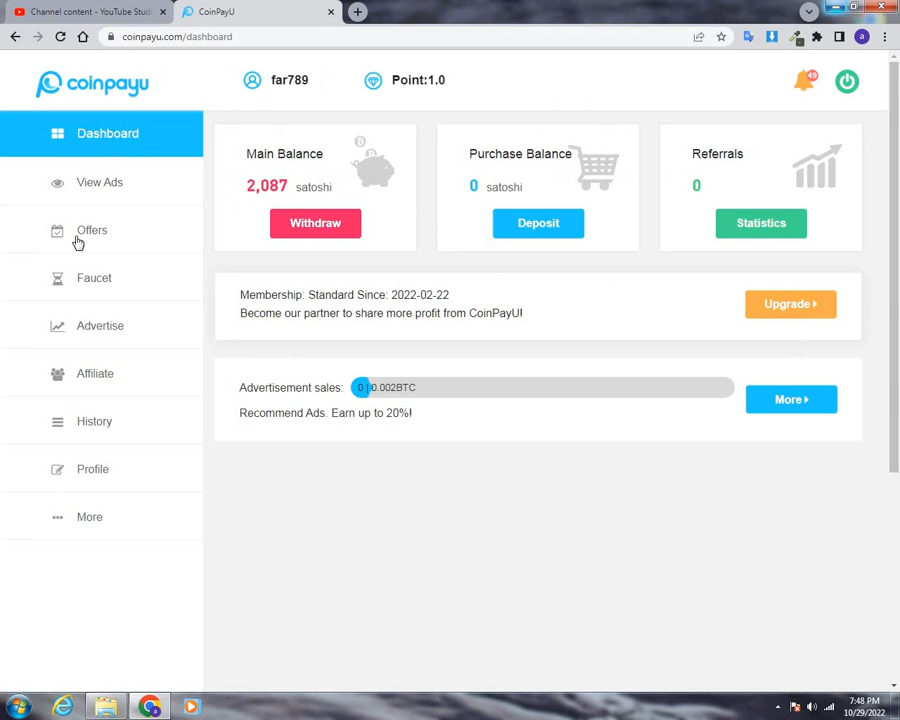 Channel content - YouTube Studi
CoinPayU
coinpayu.com/dashboard
a
coinpayu
far789
Point:1.0
49
Dashboard
View Ads
Offers
Faucet
Advertise
Affiliate
History
Profile
More
Main Balance
2,087 satoshi
Withdraw
Purchase Balance
0 satoshi
Deposit
Referrals
0
Statistics
Membership: Standard Since: 2022-02-22
Become our partner to share more profit from CoinPayU!
Upgrade
Advertisement sales:
0 | 0.002BTC
Recommend Ads. Earn up to 20%!
More
7:48 PM
10/29/2022